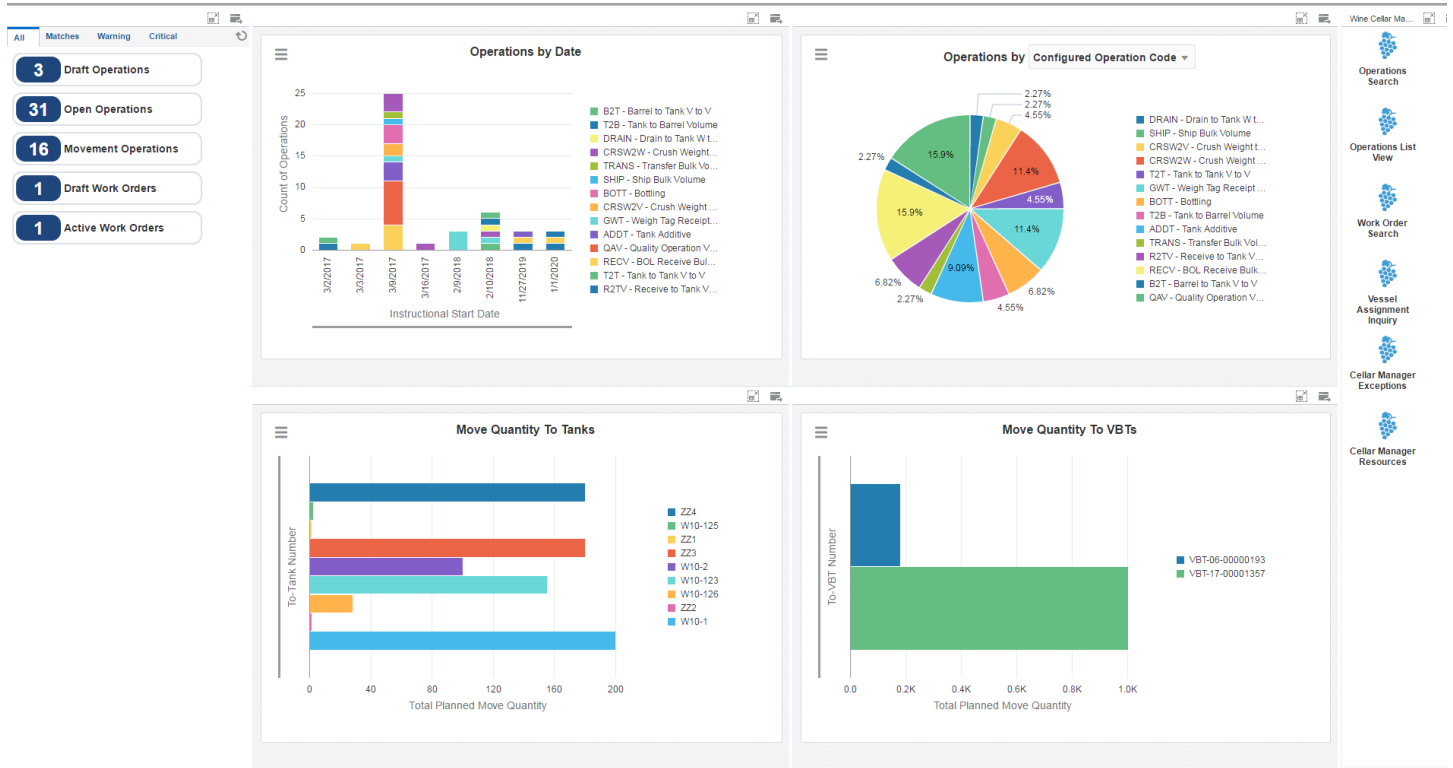 Wine Cellar Ma...
All Matches Warning Critical
3 Draft Operations
31 Open Operations
16 Movement Operations
1 Draft Work Orders
1 Active Work Orders
Operations by Date
25
20
15
10
5
0
Count of Operations
3/2/2017
3/3/2017
3/9/2017
3/16/2017
2/9/2018
2/10/2018
11/27/2019
1/1/2020
Instructional Start Date
B2T - Barrel to Tank V to V
T2B - Tank to Barrel Volume
DRAIN - Drain to Tank W t...
CRSW2W - Crush Weight...
TRANS - Transfer Bulk Vo...
SHIP - Ship Bulk Volume
BOTT - Bottling
CRSW2V - Crush Weight ...
GWT - Weigh Tag Receipt...
ADDT - Tank Additive
QAV - Quality Operation V...
RECV - BOL Receive Bul...
T2T - Tank to Tank V to V
R2TV - Receive to Tank V...
Operations by Configured Operation Code
2.27%
2.27%
4.55%
11.4%
4.55%
11.4%
6.82%
4.55%
9.09%
2.27%
6.82%
15.9%
2.27%
15.9%
DRAIN - Drain to Tank W t...
SHIP - Ship Bulk Volume
CRSW2V - Crush Weight t...
CRSW2W - Crush Weight t...
T2T - Tank to Tank V to V
GWT - Weigh Tag Receipt ...
BOTT - Bottling
T2B - Tank to Barrel Volume
ADDT - Tank Additive
TRANS - Transfer Bulk Vol...
R2TV - Receive to Tank V...
RECV - BOL Receive Bulk...
B2T - Barrel to Tank V to V
QAV - Quality Operation V...
Operations
Search
Operations List
View
Work Order
Search
Vessel
Assignment
Inquiry
Cellar Manager
Exceptions
Cellar Manager
Resources
Move Quantity To Tanks
To-Tank Number
0 40 80 120 160 200
Total Planned Move Quantity
ZZ4
W10-125
ZZ1
ZZ3
W10-2
W10-123
W10-126
ZZ2
W10-1
Move Quantity To VBTs
To-VBT Number
0.0 0.2K 0.4K 0.6K 0.8K 1.0K
Total Planned Move Quantity
VBT-06-00000193
VBT-17-00001357